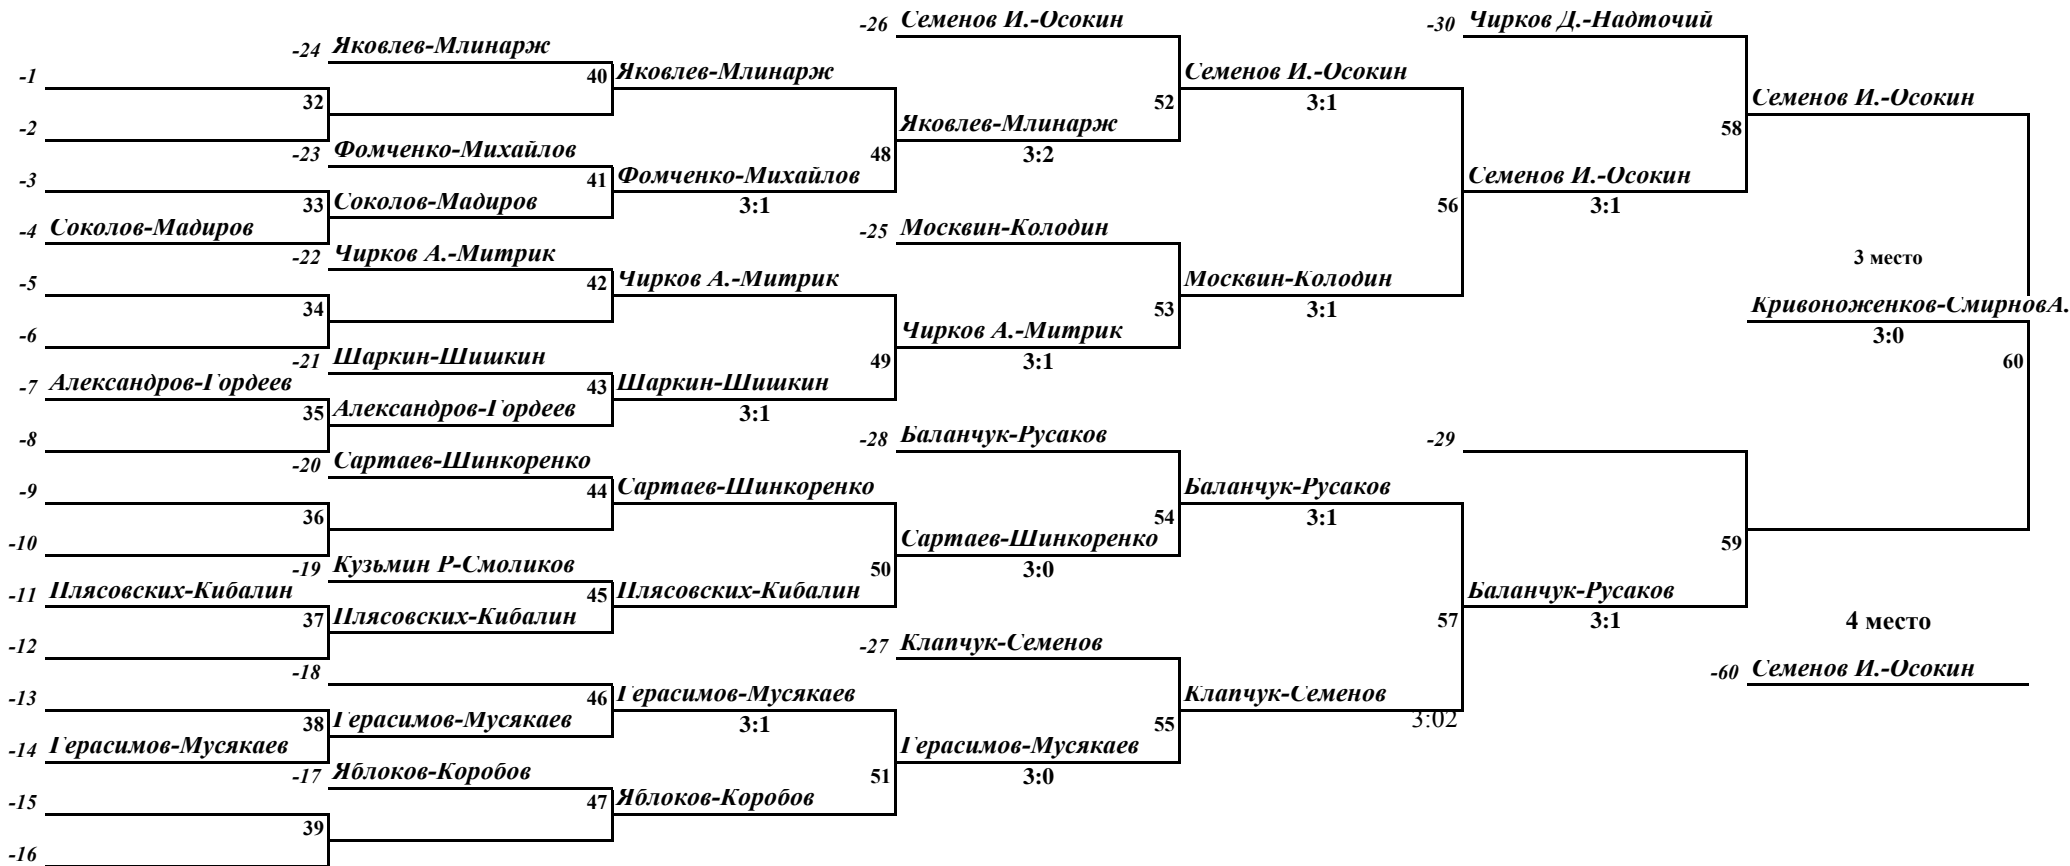 -26 Семенов И.-Осокин
-30 Чирков Д.-Надточий
-24 Яковлев-Млинарж
-1
40 Яковлев-Млинарж
Семенов И.-Осокин
32
52
3:1
Семенов И.-Осокин
-2
Яковлев-Млинарж
58
-23 Фомченко-Михайлов
48
3:2
-3
41 Фомченко-Михайлов
Семенов И.-Осокин
33 Соколов-Мадиров
3:1
56
3:1
-4 Соколов-Мадиров
-25 Москвин-Колодин
-22 Чирков А.-Митрик
3 место
-5
42 Чирков А.-Митрик
Москвин-Колодин
34
53
3:1
Кривоноженков-СмирновА.
-6
Чирков А.-Митрик
3:0
-21 Шаркин-Шишкин
49
3:1
60
-7 Александров-Гордеев
43 Шаркин-Шишкин
35 Александров-Гордеев
3:1
-8
-28 Баланчук-Русаков
-29
-20 Сартаев-Шинкоренко
-9
44 Сартаев-Шинкоренко
Баланчук-Русаков
36
54
3:1
-10
Сартаев-Шинкоренко
59
-19 Кузьмин Р-Смоликов
50
3:0
-11 Плясовских-Кибалин
45 Плясовских-Кибалин
Баланчук-Русаков
37 Плясовских-Кибалин
57
3:1
4 место
-12
-27 Клапчук-Семенов
-18
-60 Семенов И.-Осокин
-13
46 Герасимов-Мусякаев
Клапчук-Семенов
38 Герасимов-Мусякаев
3:1
55
3:02
-14 Герасимов-Мусякаев
Герасимов-Мусякаев
-17 Яблоков-Коробов
51
3:0
-15
47 Яблоков-Коробов
39
-16